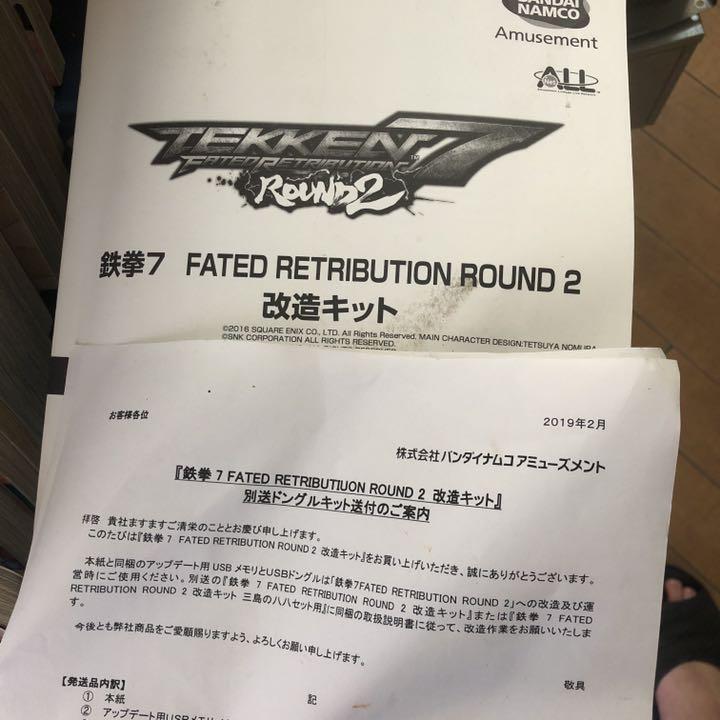 BANDAI
NAMCO
Amusement
ALL
TEKKEN 7
FATED RETRIBUTION™
ROUND2
鉄拳7 FATED RETRIBUTION ROUND 2
改造キット
©2016 SQUARE ENIX CO., LTD. All Rights Reserved. MAIN CHARACTER DESIGN:TETSUYA NOMURA
©SNK CORPORATION ALL RIGHTS RESERVED.
お客様各位
2019年2月
株式会社バンダイナムコアミューズメント
『鉄拳 7 FATED RETRIBUTIUON ROUND 2 改造キット』
別送ドングルキット送付のご案内
拝啓 貴社ますますご清栄のこととお慶び申し上げます。
このたびは『鉄拳 7 FATED RETRIBUTION ROUND 2 改造キット』をお買い上げいただき、誠にありがとうございます。
本紙と同梱のアップデート用 USB メモリとUSBドングルは「鉄拳7FATED RETRIBUTION ROUND 2」への改造及び運
営時にご使用ください。別送の『鉄拳 7 FATED RETRIBUTION ROUND 2 改造キット』または『鉄拳 7 FATED
RETRIBUTION ROUND 2 改造キット 三島の八八セット用』に同梱の取扱説明書に従って、改造作業をお願いいたしま
す。
今後とも弊社商品をご愛顧賜りますよう、よろしくお願い申し上げます。
敬具
記
【発送品内訳】
① 本紙
② アップデート用USBメモリ